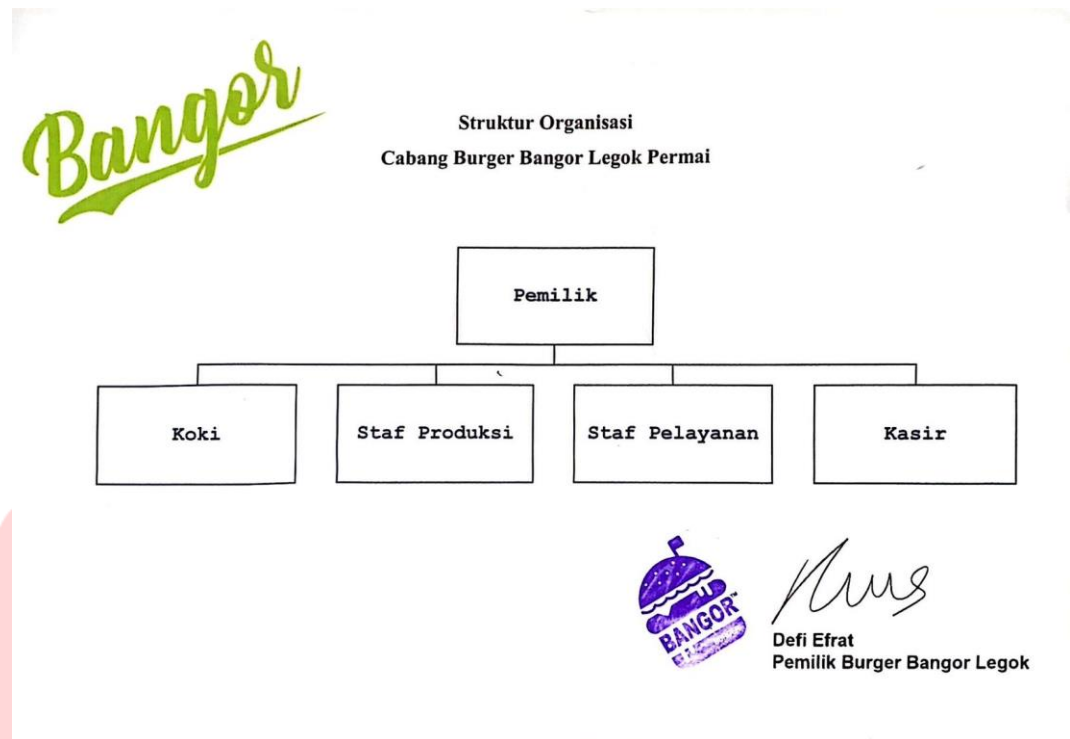 Bangor
Struktur Organisasi
Cabang Burger Bangor Legok Permai
Pemilik
Koki
Staf Produksi
Staf Pelayanan
Kasir
BANGOR™
Defi Efrat
Pemilik Burger Bangor Legok